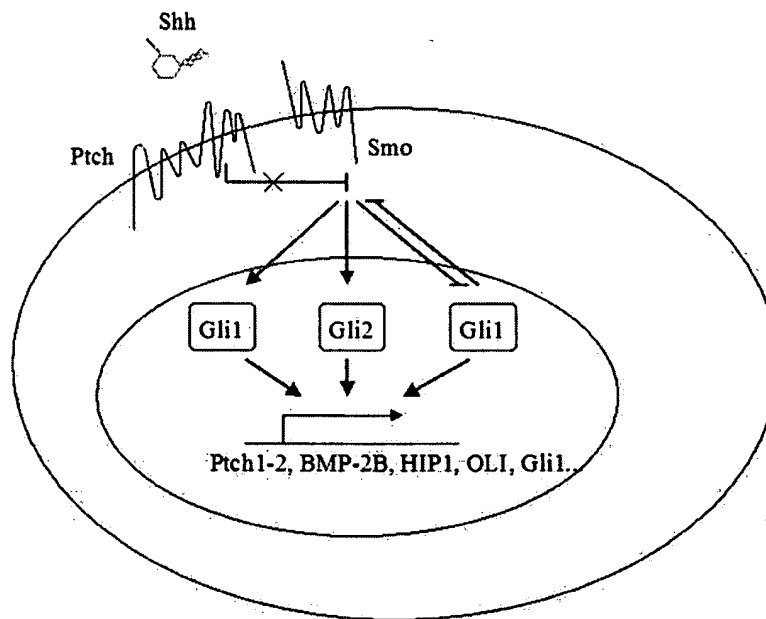 Shh
Ptch
Smo
Gli1
Gli2
Gli1
Ptch1-2, BMP-2B, HIP1, OLI, Gli1...